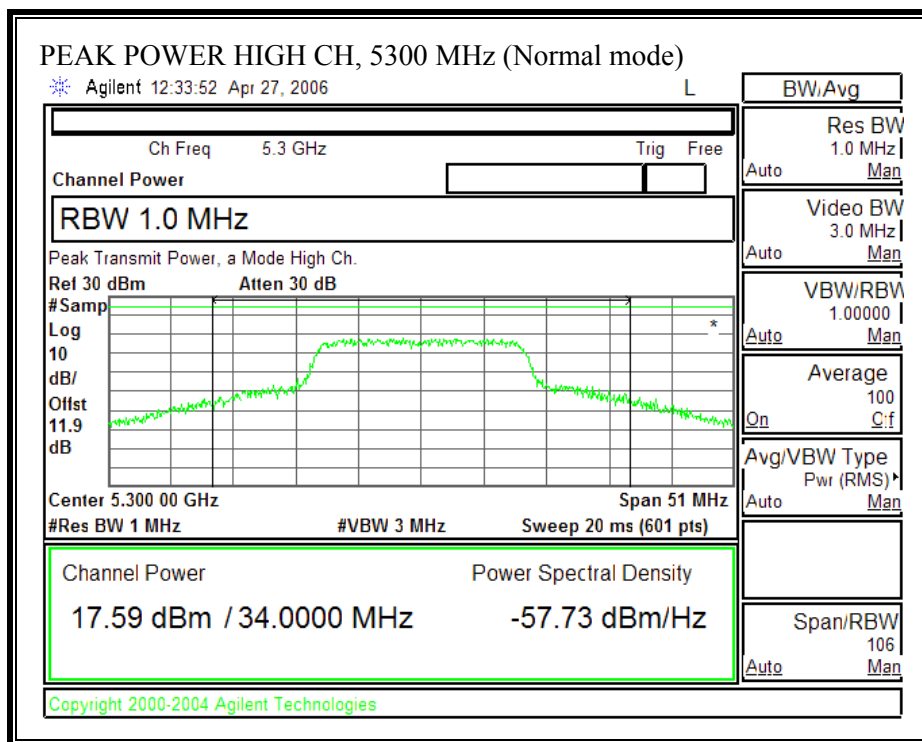 PEAK POWER HIGH CH, 5300 MHz (Normal mode)
Agilent 12:33:52 Apr 27, 2006 L
Ch Freq 5.3 GHz Trig Free
Channel Power
RBW 1.0 MHz
Peak Transmit Power, a Mode High Ch.
Ref 30 dBm Atten 30 dB
#Samp
Log
10
dB/
Offst
11.9
dB
*
Center 5.300 00 GHz Span 51 MHz
#Res BW 1 MHz #VBW 3 MHz Sweep 20 ms (601 pts)
Channel Power Power Spectral Density
17.59 dBm / 34.0000 MHz -57.73 dBm/Hz
Copyright 2000-2004 Agilent Technologies
BW/Avg
Res BW
1.0 MHz
Auto Man
Video BW
3.0 MHz
Auto Man
VBW/RBW
1.00000
Auto Man
Average
100
On
Avg/VBW Type
Pwr (RMS)
Auto Man
Span/RBW
106
Auto Man